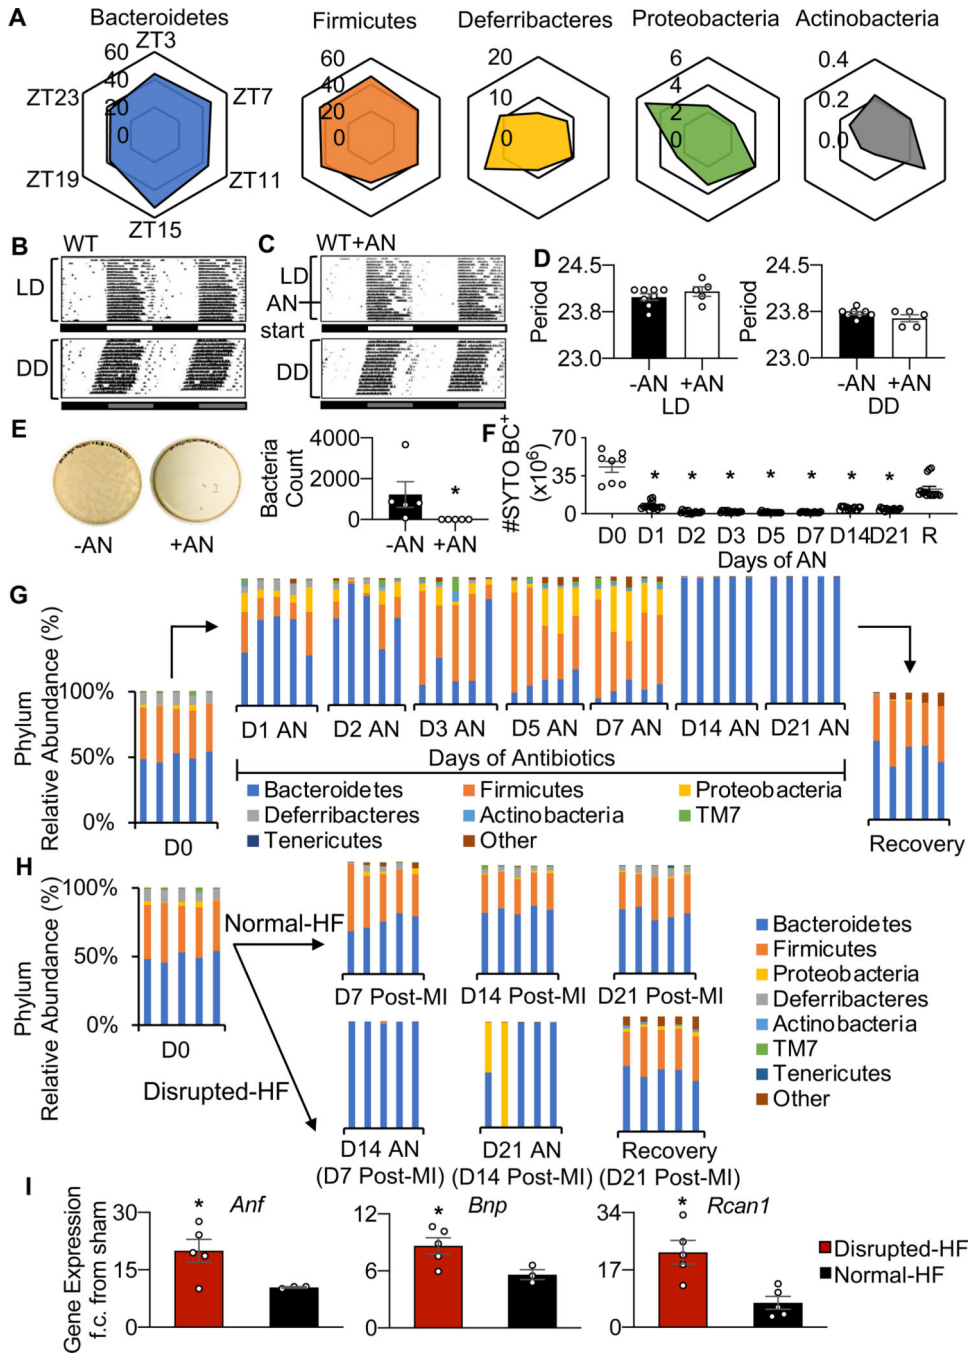 A
Bacteroidetes Firmicutes Deferribacteres Proteobacteria Actinobacteria
ZT3
ZT7
ZT11
ZT15
ZT19
ZT23
60
40
20
0
60
40
20
0
20
10
0
6
4
2
0
0.4
0.2
0.0
B
WT
LD
DD
C
WT+AN
LD
AN
start
DD
D
Period
24.5
23.8
23.0
-AN +AN
LD
Period
24.5
23.8
23.0
-AN +AN
DD
E
-AN +AN
Bacteria
Count
4000
2000
0
*
-AN +AN
F
#SYTO BC+
(x10^6)
70
35
0
* * * * * * *
D0 D1 D2 D3 D5 D7 D14 D21 R
Days of AN
G
Phylum
Relative Abundance (%)
100%
50%
0%
D0
D1 AN D2 AN D3 AN D5 AN D7 AN D14 AN D21 AN
Days of Antibiotics
Recovery
Bacteroidetes Firmicutes Proteobacteria
Deferribacteres Actinobacteria TM7
Tenericutes Other
H
Phylum
Relative Abundance (%)
100%
50%
0%
D0
Normal-HF
Disrupted-HF
D7 Post-MI D14 Post-MI D21 Post-MI
D14 AN D21 AN Recovery
(D7 Post-MI) (D14 Post-MI) (D21 Post-MI)
Bacteroidetes
Firmicutes
Proteobacteria
Deferribacteres
Actinobacteria
TM7
Tenericutes
Other
I
Gene Expression
f.c. from sham
30
15
0
*
Anf
12
6
0
*
Bnp
34
17
0
*
Rcan1
Disrupted-HF
Normal-HF